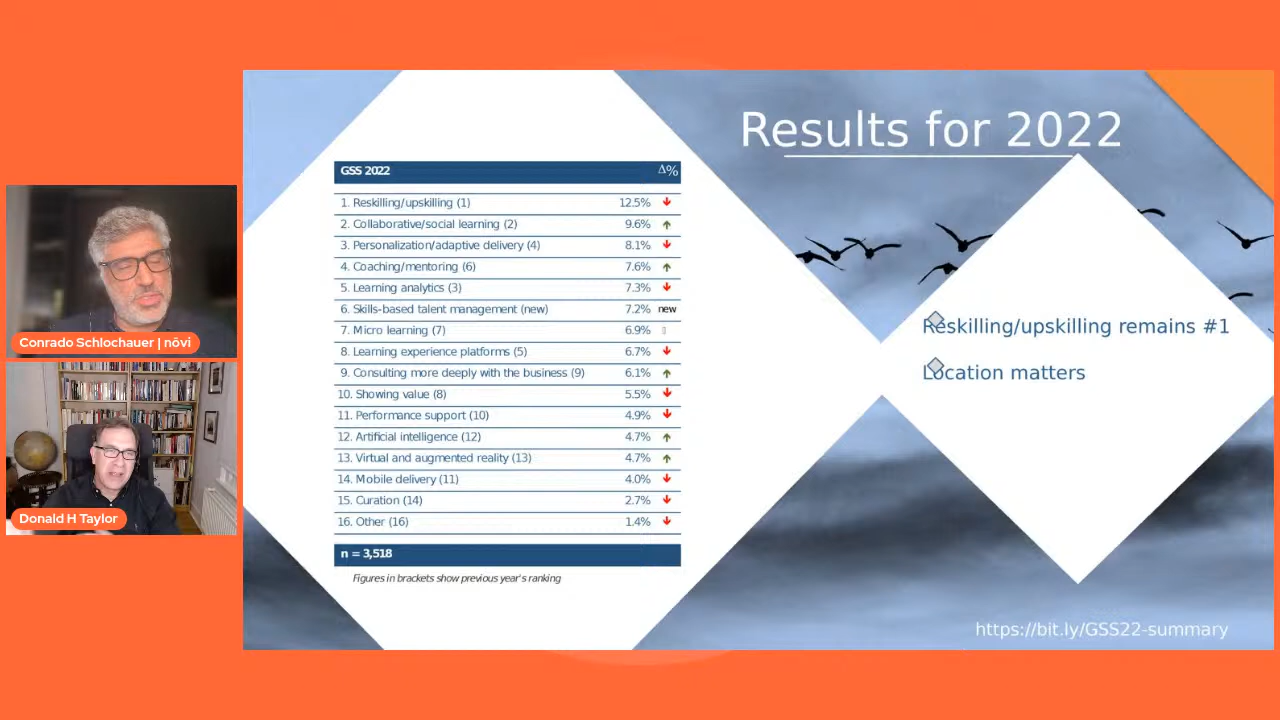 Results for 2022
GSS 2022 Δ%
1. Reskilling/upskilling (1) 12.5%
2. Collaborative/social learning (2) 9.6%
3. Personalization/adaptive delivery (4) 8.1%
4. Coaching/mentoring (6) 7.6%
5. Learning analytics (3) 7.3%
6. Skills-based talent management (new) 7.2% new
7. Micro learning (7) 6.9%
8. Learning experience platforms (5) 6.7%
9. Consulting more deeply with the business (9) 6.1%
10. Showing value (8) 5.5%
11. Performance support (10) 4.9%
12. Artificial intelligence (12) 4.7%
13. Virtual and augmented reality (13) 4.7%
14. Mobile delivery (11) 4.0%
15. Curation (14) 2.7%
16. Other (16) 1.4%
n = 3,518
Figures in brackets show previous year's ranking
Reskilling/upskilling remains #1
Location matters
https://bit.ly/GSS22-summary
Conrado Schlochauer | nōvi
Donald H Taylor